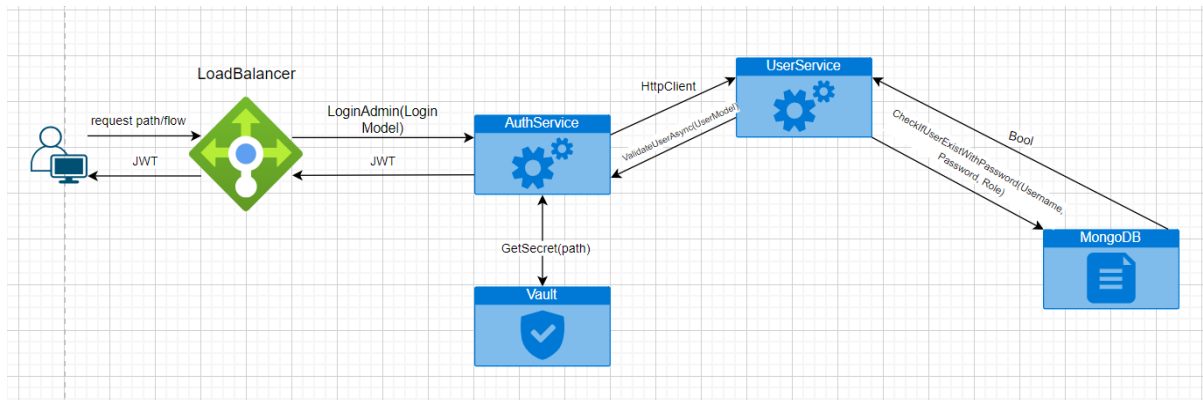 LoadBalancer
request path/flow
JWT
LoginAdmin(Login
Model)
JWT
AuthService
GetSecret(path)
Vault
HttpClient
ValidateUserAsync(UserModel)
UserService
Bool
CheckIfUserExistWithPassword(Username,
Password, Role)
MongoDB